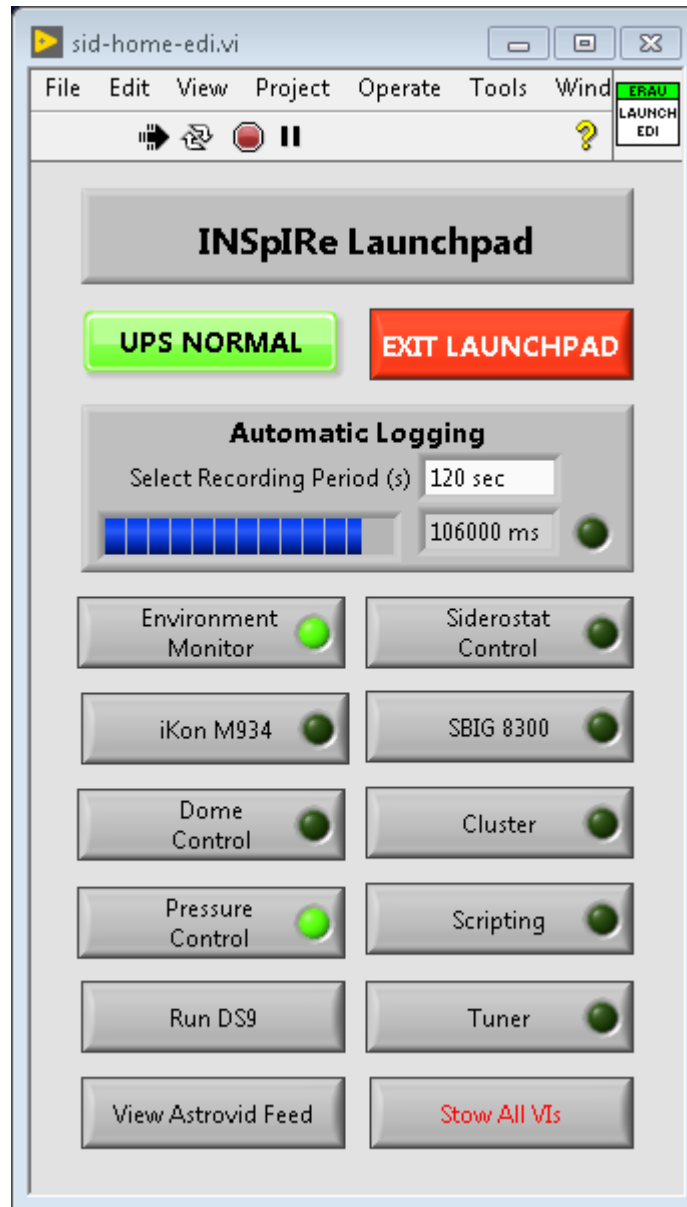 sid-home-edi.vi
File Edit View Project Operate Tools Wind
ERAU
LAUNCH
EDI
INSpIRe Launchpad
UPS NORMAL
EXIT LAUNCHPAD
Automatic Logging
Select Recording Period (s) 120 sec
106000 ms
Environment
Monitor
Siderostat
Control
iKon M934
SBIG 8300
Dome
Control
Cluster
Pressure
Control
Scripting
Run DS9
Tuner
View Astrovid Feed
Stow All VIs